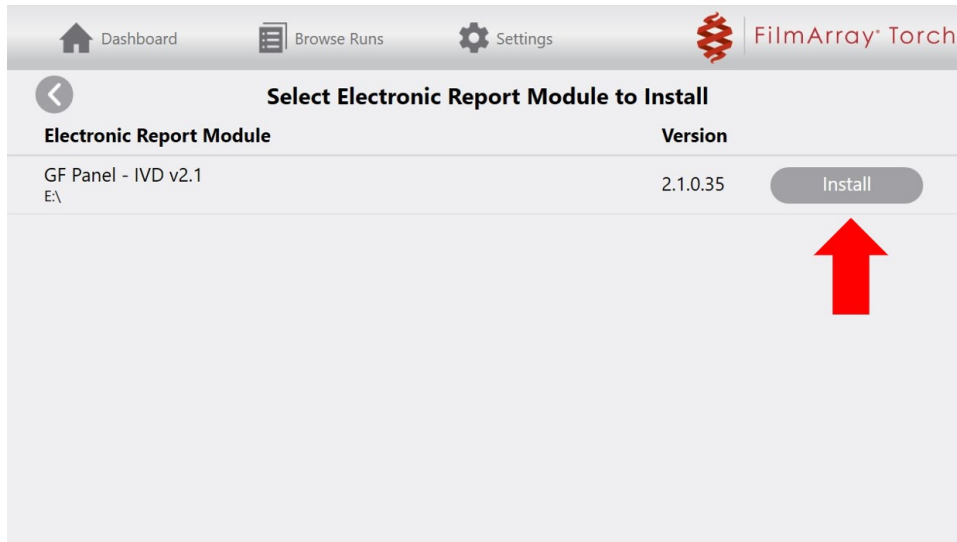 Dashboard
Browse Runs
Settings
FilmArray® Torch
Select Electronic Report Module to Install
Electronic Report Module
Version
GF Panel - IVD v2.1
E:\
2.1.0.35
Install